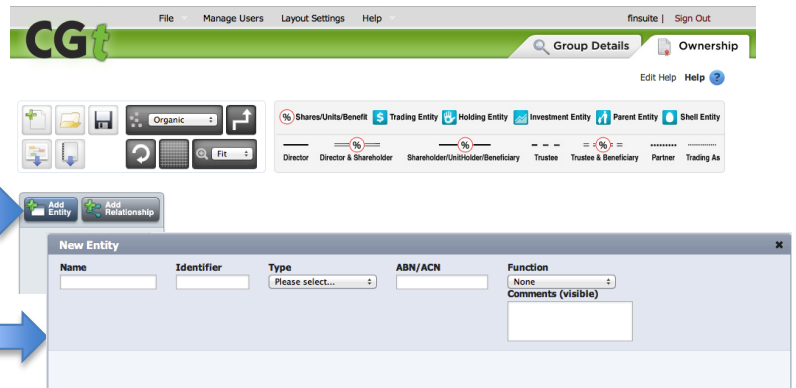 File Manage Users Layout Settings Help finsuite | Sign Out
CGt
Group Details Ownership
Edit Help Help ?
Organic
% Shares/Units/Benefit $ Trading Entity Holding Entity Investment Entity Parent Entity Shell Entity
Fit
% % = %
Director Director & Shareholder Shareholder/UnitHolder/Beneficiary Trustee Trustee & Beneficiary Partner Trading As
Add Entity Add Relationship
New Entity x
Name Identifier Type ABN/ACN Function
Please select... None
Comments (visible)